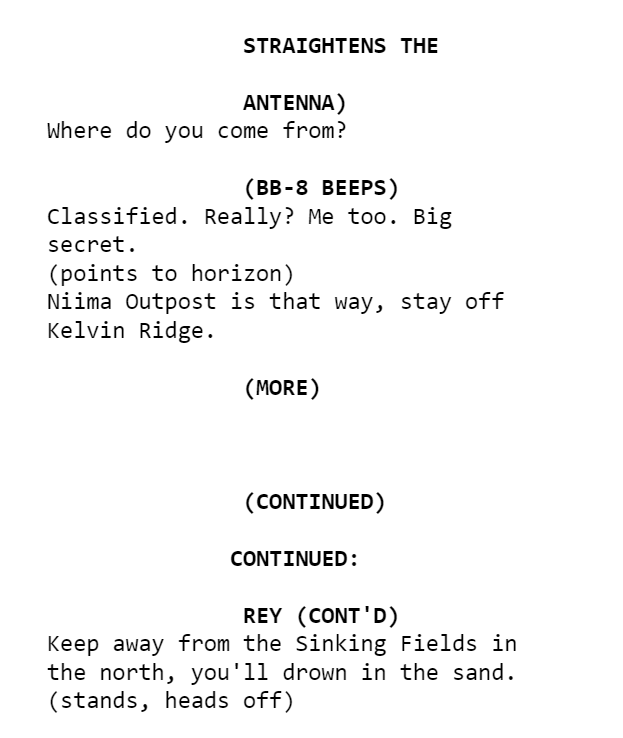 STRAIGHTENS THE
ANTENNA)
Where do you come from?
(BB-8 BEEPS)
Classified. Really? Me too. Big
secret.
(points to horizon)
Niima Outpost is that way, stay off
Kelvin Ridge.
(MORE)
(CONTINUED)
CONTINUED:
REY (CONT'D)
Keep away from the Sinking Fields in
the north, you'll drown in the sand.
(stands, heads off)